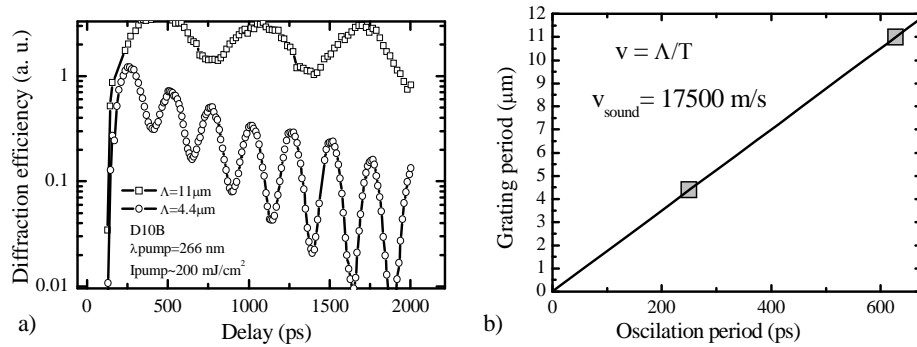 Diffraction efficiency (a. u.)
1
0.1
0.01
Λ=11μm
Λ=4.4μm
D10B
λpump=266 nm
Ipump~200 mJ/cm²
0 500 1000 1500 2000
Delay (ps)
a)
Grating period (μm)
12
11
10
9
8
7
6
5
4
3
2
1
0
v = Λ/T
v_sound = 17500 m/s
0 200 400 600
Oscilation period (ps)
b)